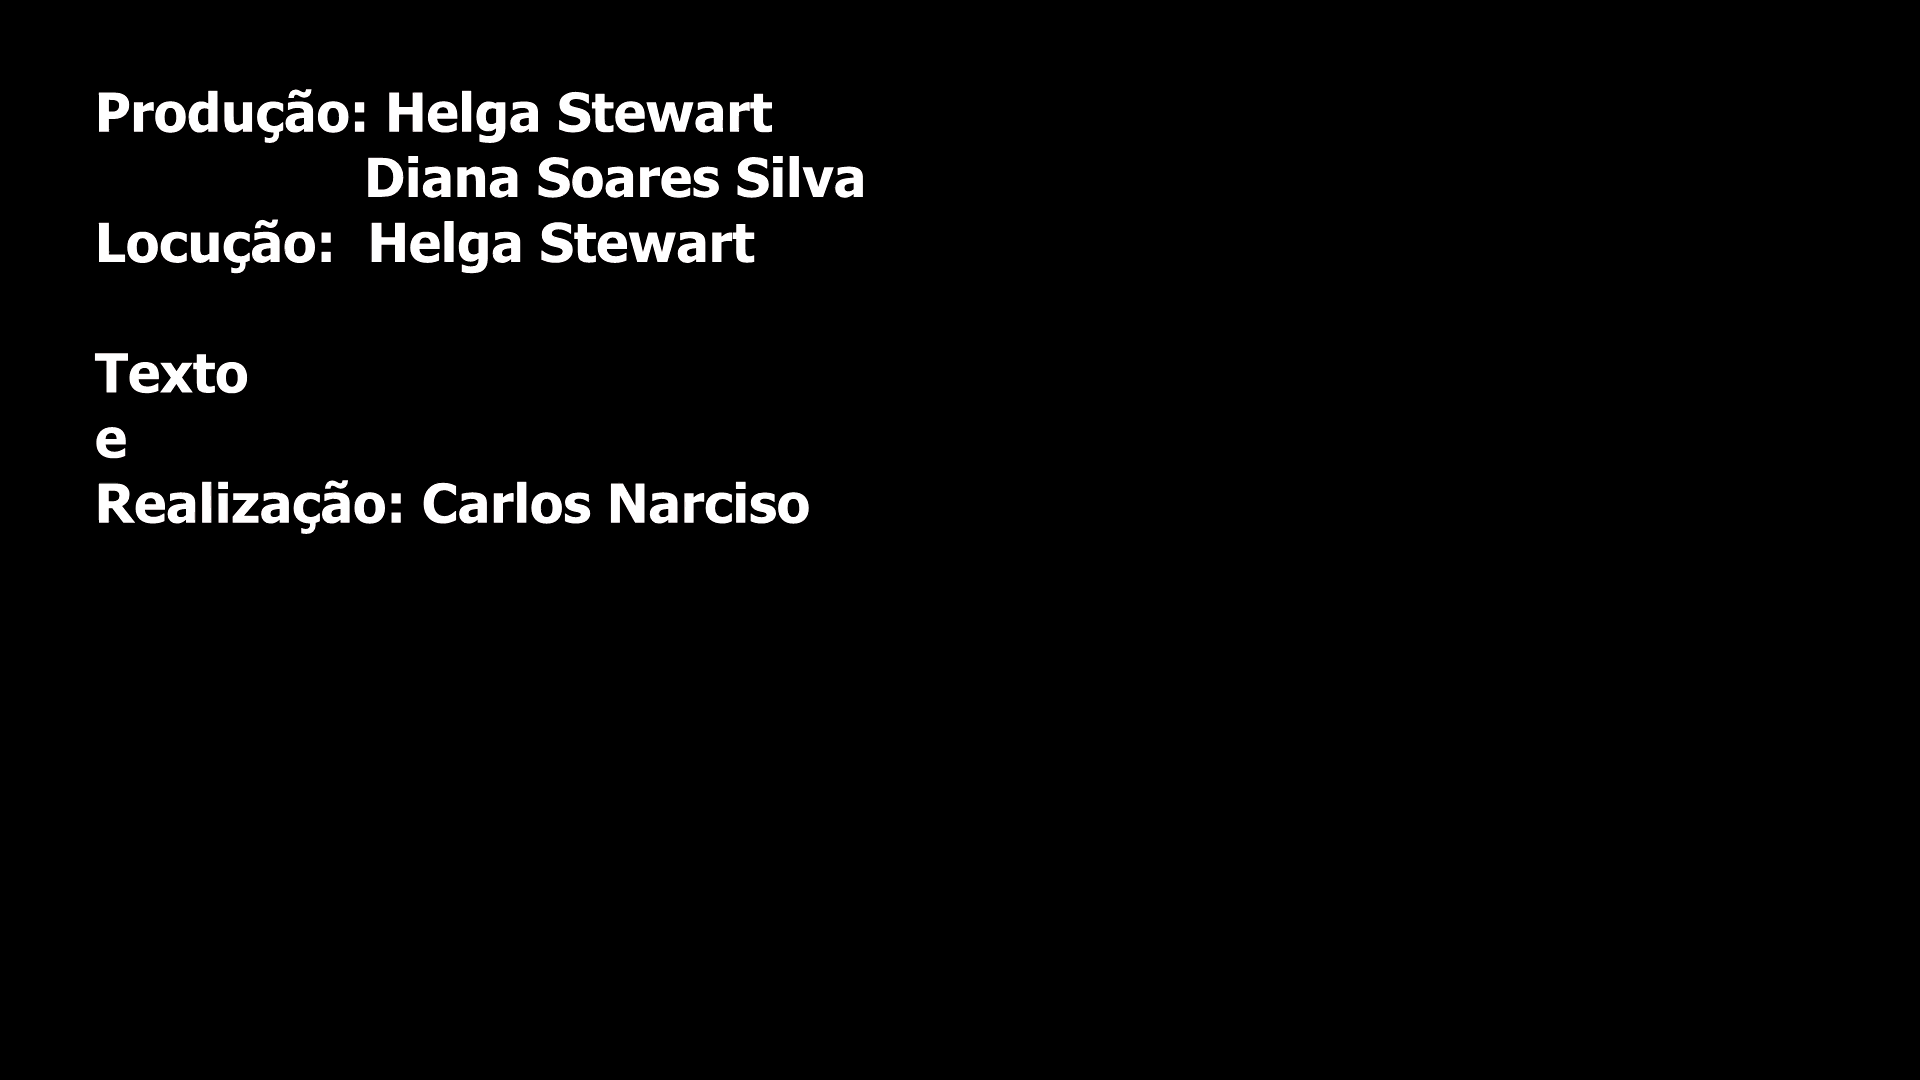 Produção: Helga Stewart
Diana Soares Silva
Locução: Helga Stewart
Texto
e
Realização: Carlos Narciso